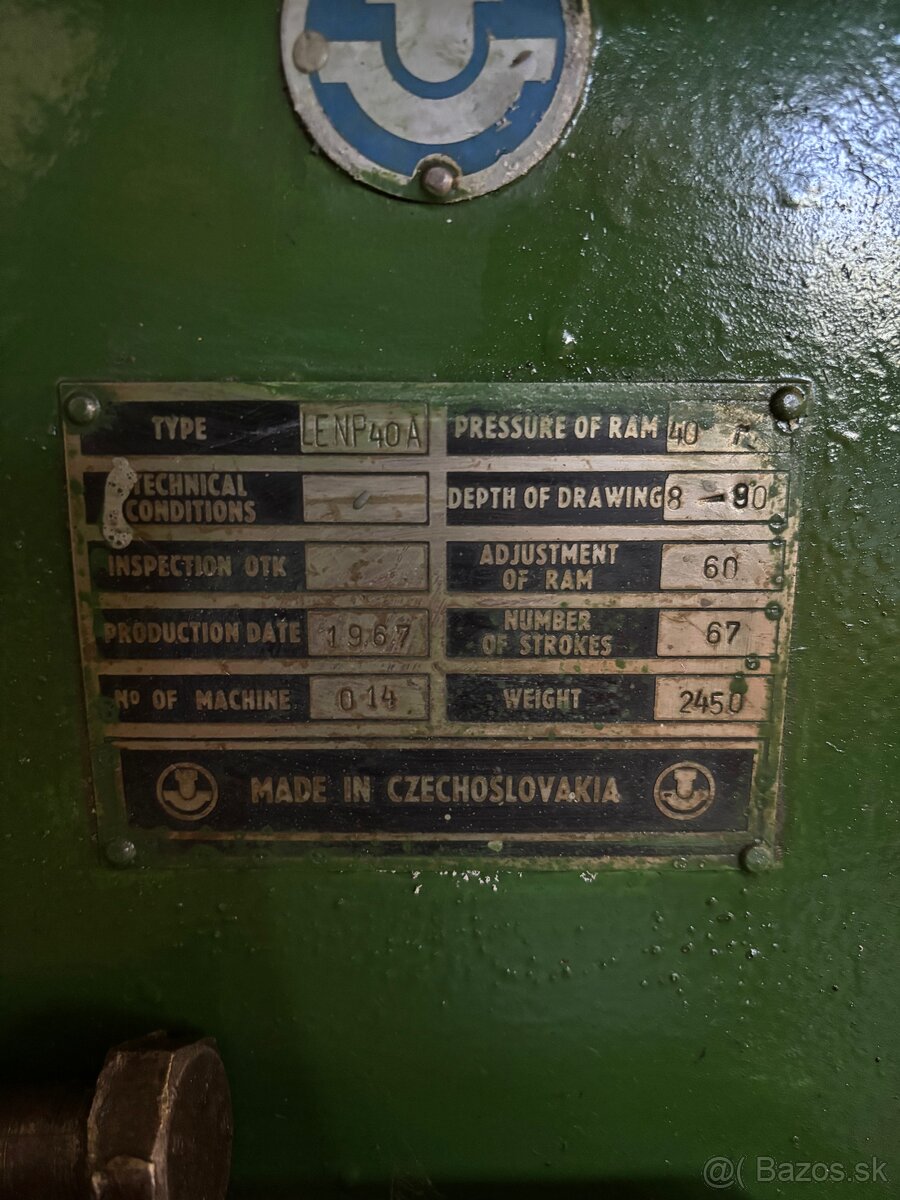 TYPE LENP40A
PRESSURE OF RAM 40
TECHNICAL
CONDITIONS
DEPTH OF DRAWING 8 - 90
INSPECTION OTK
ADJUSTMENT
OF RAM 60
PRODUCTION DATE 1967
NUMBER
OF STROKES 67
No OF MACHINE 014
WEIGHT 2450
MADE IN CZECHOSLOVAKIA
@( Bazos.sk